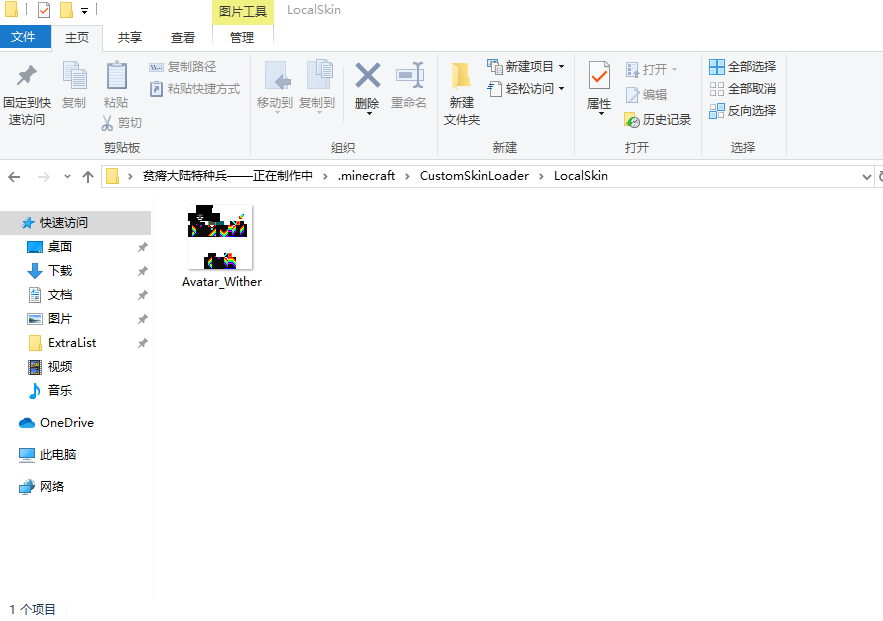 图片工具
LocalSkin
文件
主页
共享
查看
管理
固定到快速访问
复制
粘贴
复制路径
粘贴快捷方式
剪切
剪贴板
移动到
复制到
删除
重命名
组织
新建
文件夹
新建项目
轻松访问
新建
属性
打开
编辑
历史记录
打开
全部选择
全部取消
反向选择
选择
贫瘠大陆特种兵——正在制作中 > .minecraft > CustomSkinLoader > LocalSkin
快速访问
桌面
下载
文档
图片
ExtraList
视频
音乐
OneDrive
此电脑
网络
Avatar_Wither
1 个项目